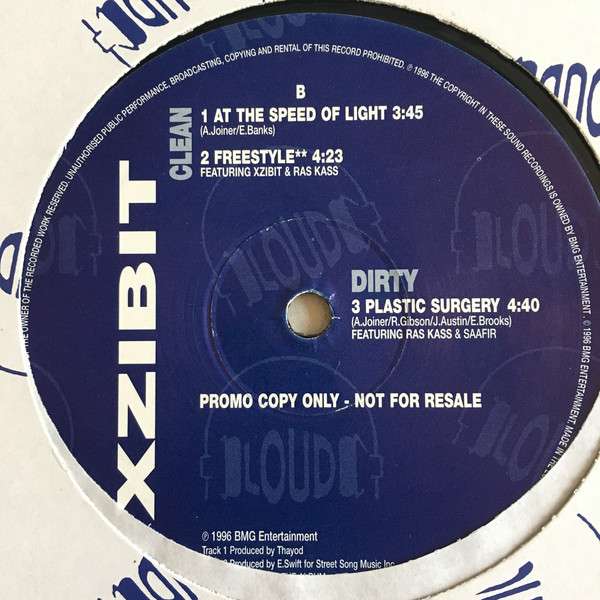 B
CLEAN
1 AT THE SPEED OF LIGHT 3:45
(A.Joiner/E.Banks)
2 FREESTYLE** 4:23
FEATURING XZIBIT & RAS KASS
XZIBIT
DIRTY
3 PLASTIC SURGERY 4:40
(A.Joiner/R.Gibson/J.Austin/E.Brooks)
FEATURING RAS KASS & SAAFIR
PROMO COPY ONLY - NOT FOR RESALE
LOUD
LOUD
LOUD
LOUD
℗ 1996 BMG Entertainment
Track 1 Produced by Thayod
Produced by E.Swift for Street Song Music Inc
THE OWNER OF THE RECORDED WORK RESERVED. UNAUTHORISED PUBLIC PERFORMANCE, BROADCASTING, COPYING AND RENTAL OF THIS RECORD PROHIBITED. ℗ 1996 THE COPYRIGHT IN THESE SOUND RECORDINGS IS OWNED BY BMG ENTERTAINMENT. © 1996 BMG ENTERTAINMENT. MADE IN THE